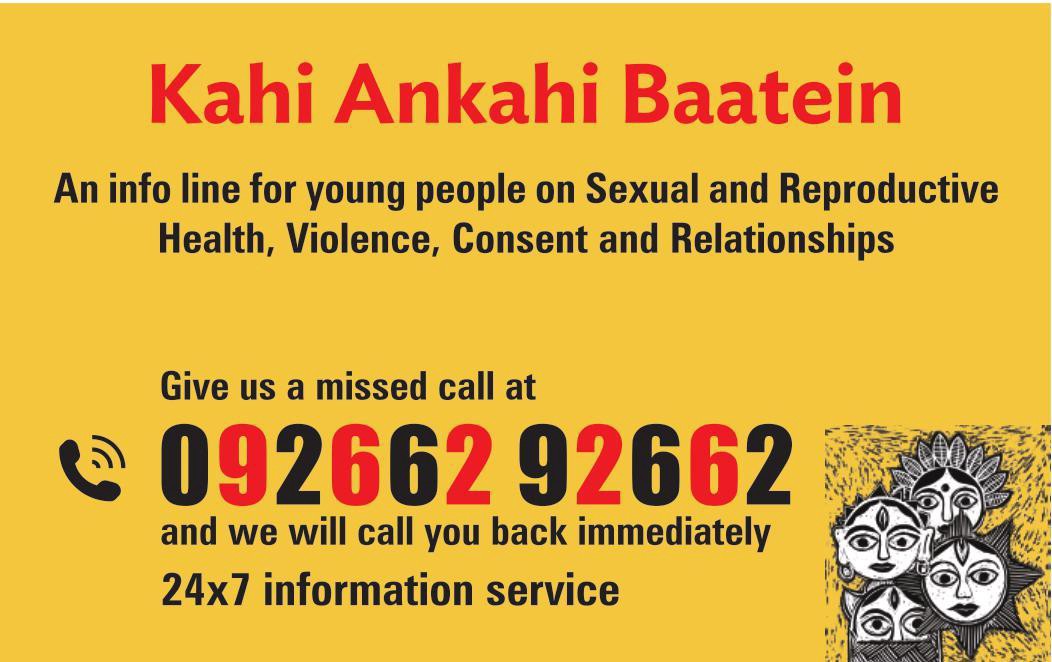 Kahi Ankahi Baatein
An info line for young people on Sexual and Reproductive
Health, Violence, Consent and Relationships
Give us a missed call at
092662 92662
and we will call you back immediately
24x7 information service